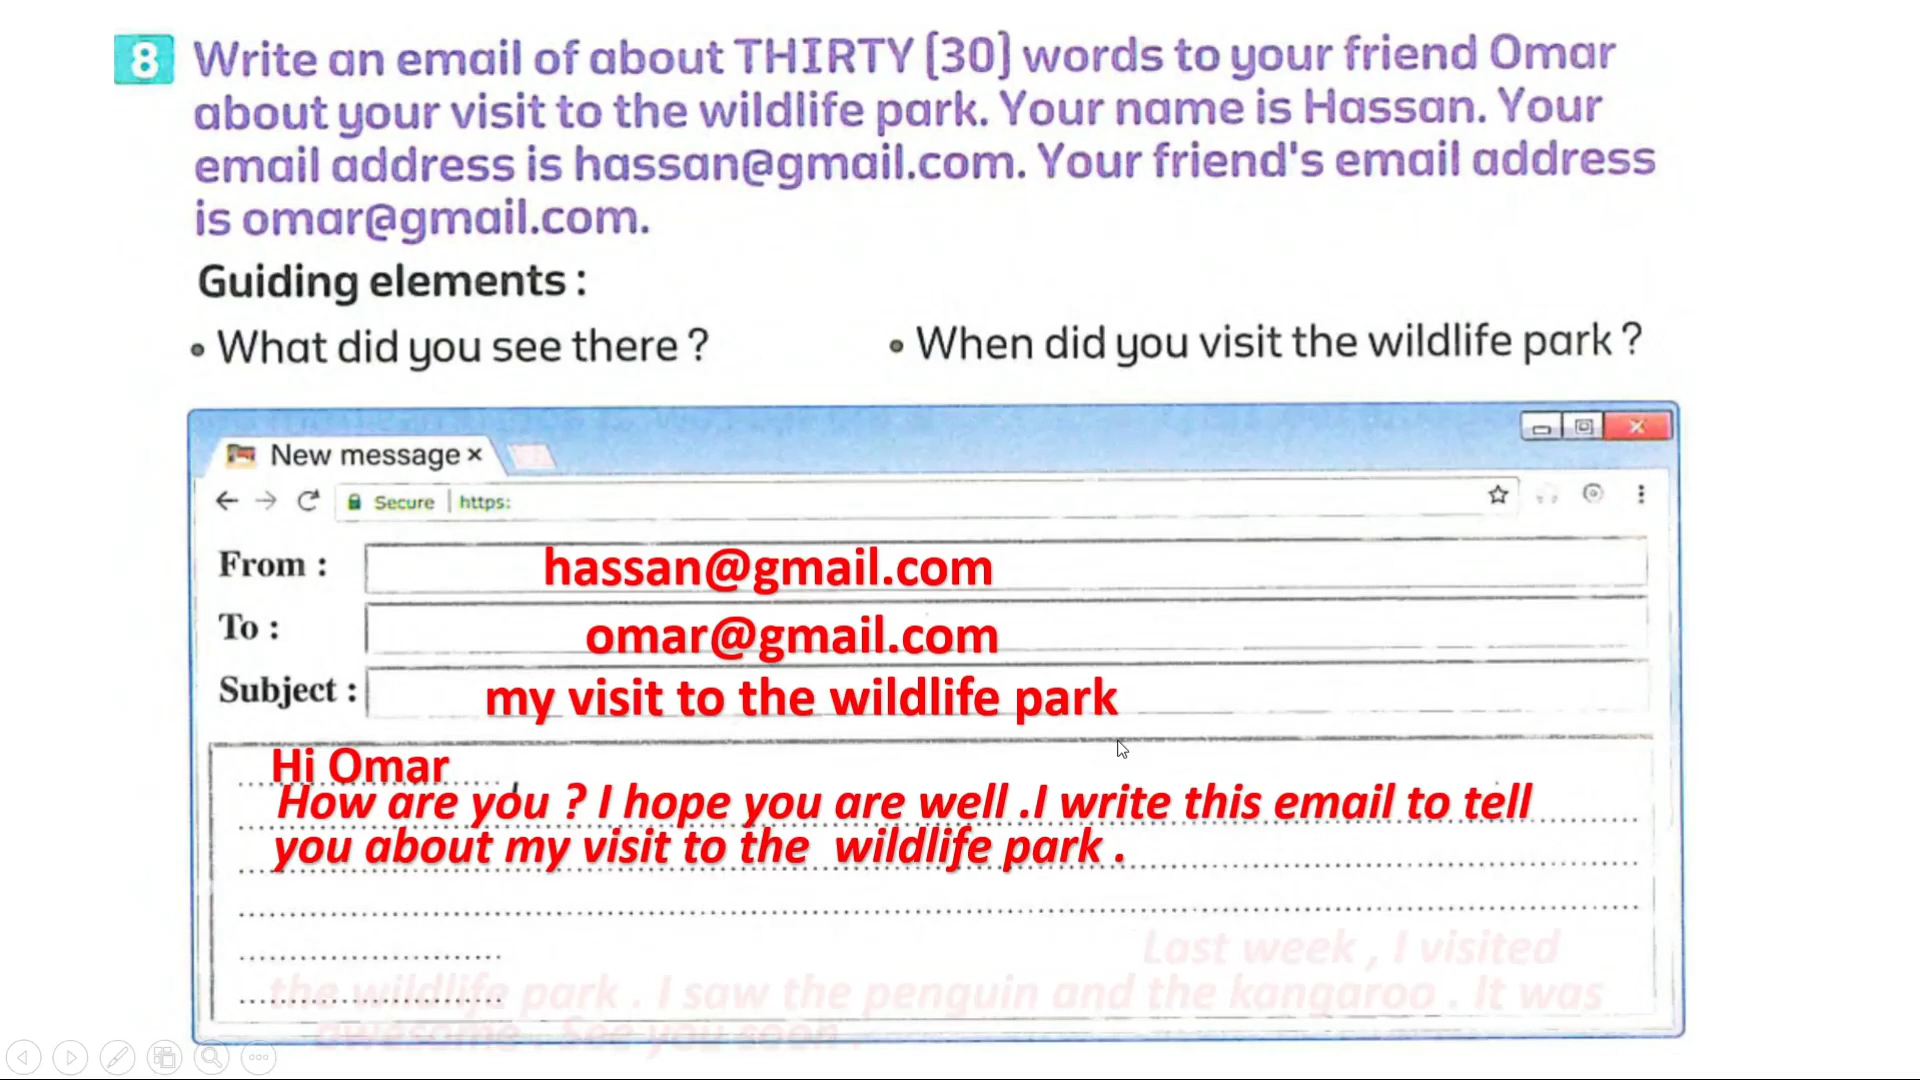 8 Write an email of about THIRTY (30) words to your friend Omar
about your visit to the wildlife park. Your name is Hassan. Your
email address is hassan@gmail.com. Your friend's email address
is omar@gmail.com.
Guiding elements :
• What did you see there ? • When did you visit the wildlife park ?
New message ×
Secure | https:
From : hassan@gmail.com
To : omar@gmail.com
Subject : my visit to the wildlife park
Hi Omar ,
How are you ? I hope you are well .I write this email to tell
you about my visit to the wildlife park .
Last week , I visited
the wildlife park . I saw the penguin and the kangaroo . It was
awesome . See you soon .